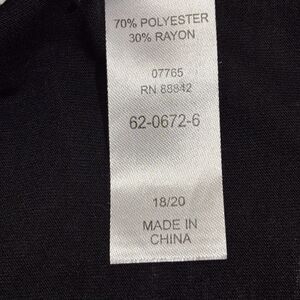 70% POLYESTER
30% RAYON
07765
RN 88842
62-0672-6
18/20
MADE IN
CHINA